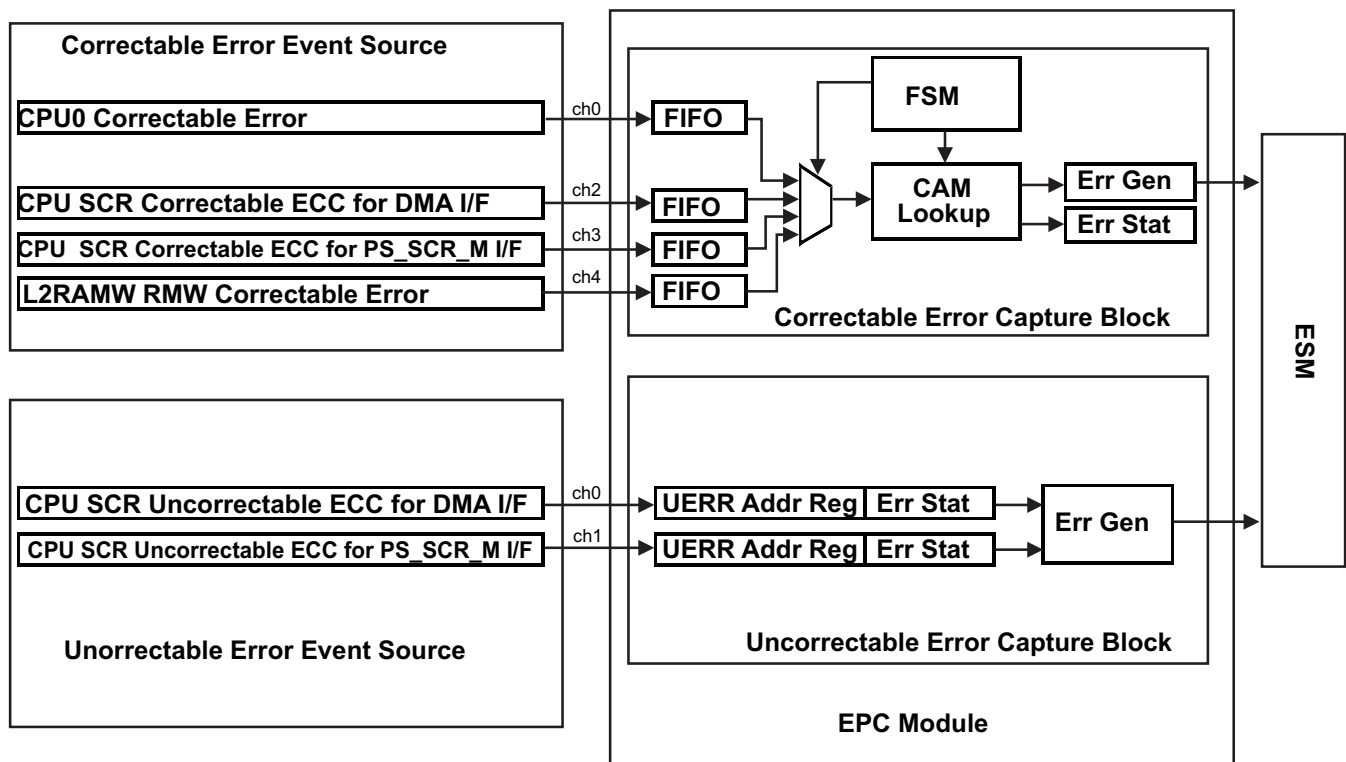 Correctable Error Event Source
CPU0 Correctable Error
CPU SCR Correctable ECC for DMA I/F
CPU SCR Correctable ECC for PS_SCR_M I/F
L2RAMW RMW Correctable Error
ch0
ch2
ch3
ch4
FIFO
FIFO
FIFO
FIFO
FSM
CAM
Lookup
Err Gen
Err Stat
Correctable Error Capture Block
CPU SCR Uncorrectable ECC for DMA I/F
CPU SCR Uncorrectable ECC for PS_SCR_M I/F
Unorrectable Error Event Source
ch0
ch1
UERR Addr Reg
Err Stat
UERR Addr Reg
Err Stat
Err Gen
Uncorrectable Error Capture Block
EPC Module
ESM